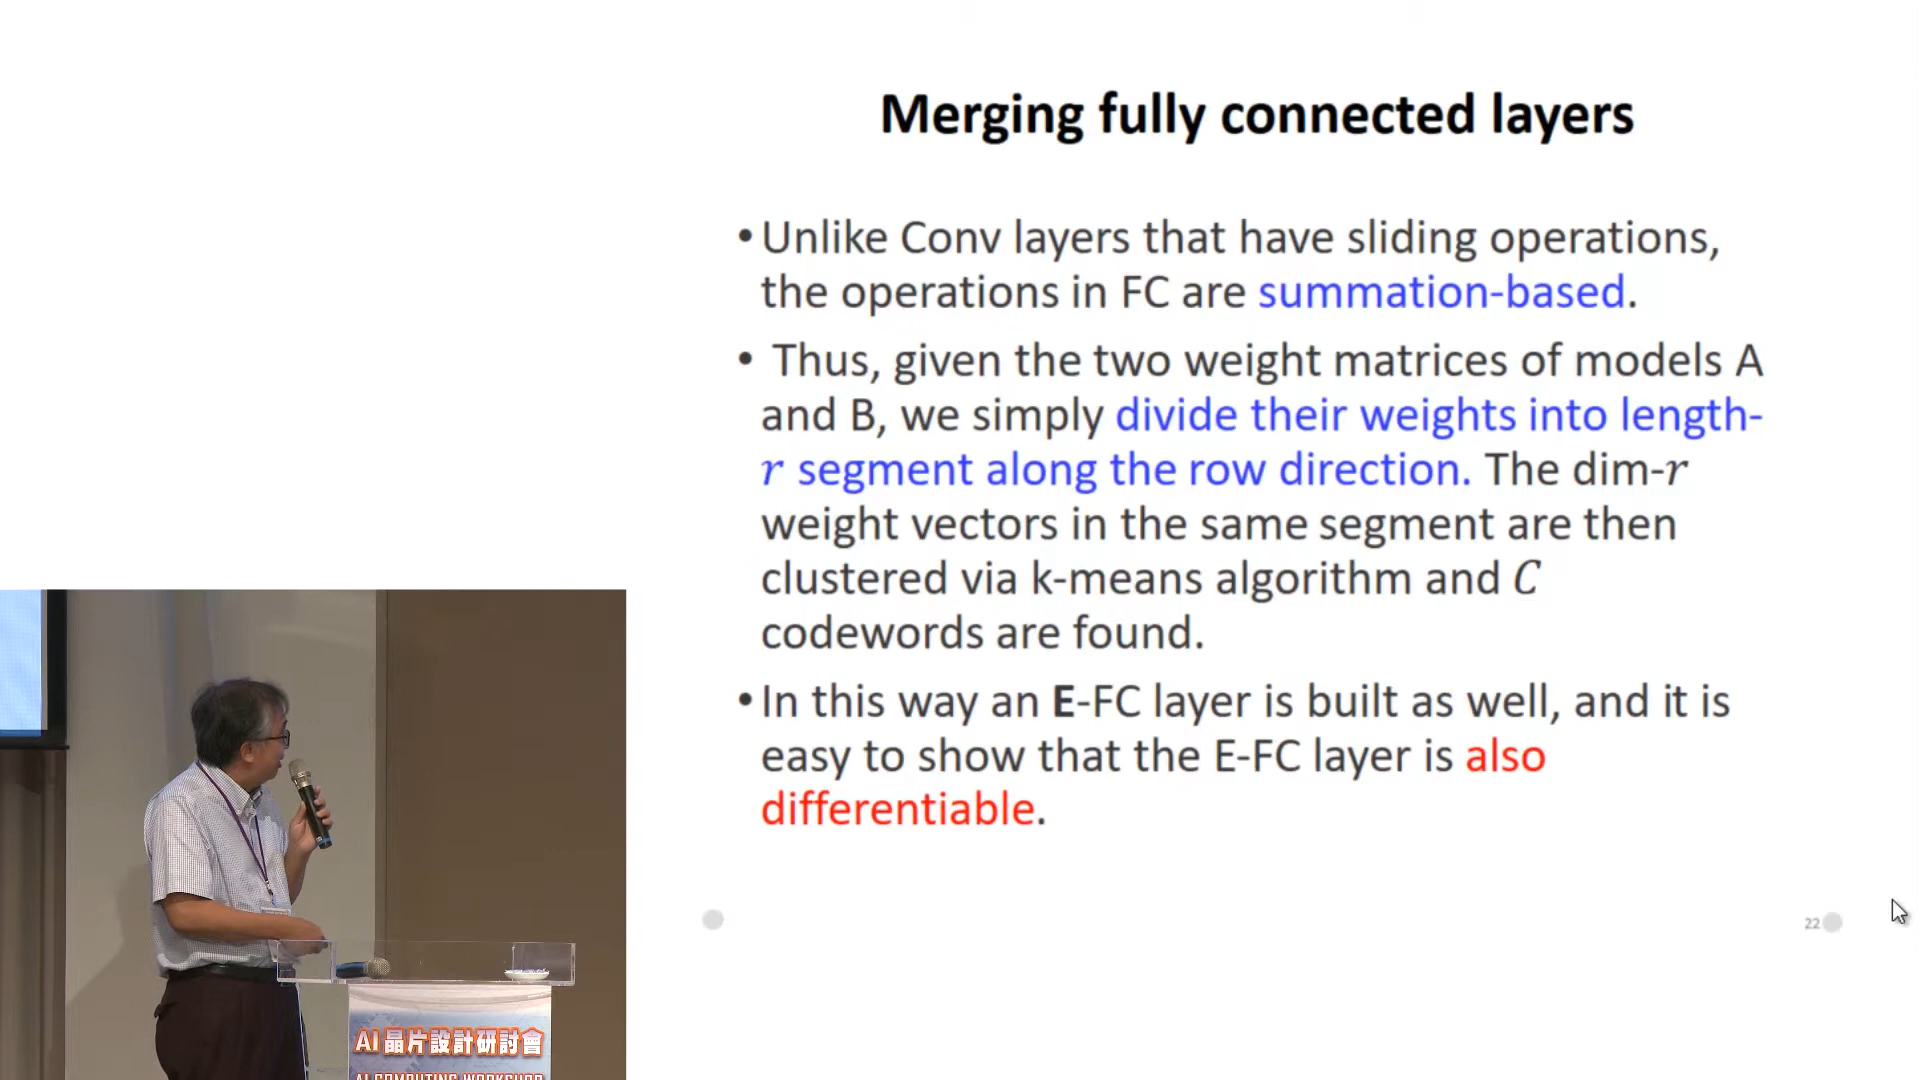 Merging fully connected layers
•Unlike Conv layers that have sliding operations,
the operations in FC are summation-based.
• Thus, given the two weight matrices of models A
and B, we simply divide their weights into length-
r segment along the row direction. The dim-r
weight vectors in the same segment are then
clustered via k-means algorithm and C
codewords are found.
•In this way an E-FC layer is built as well, and it is
easy to show that the E-FC layer is also
differentiable.
22
AI晶片設計研討會
AI COMPUTING WORKSHOP